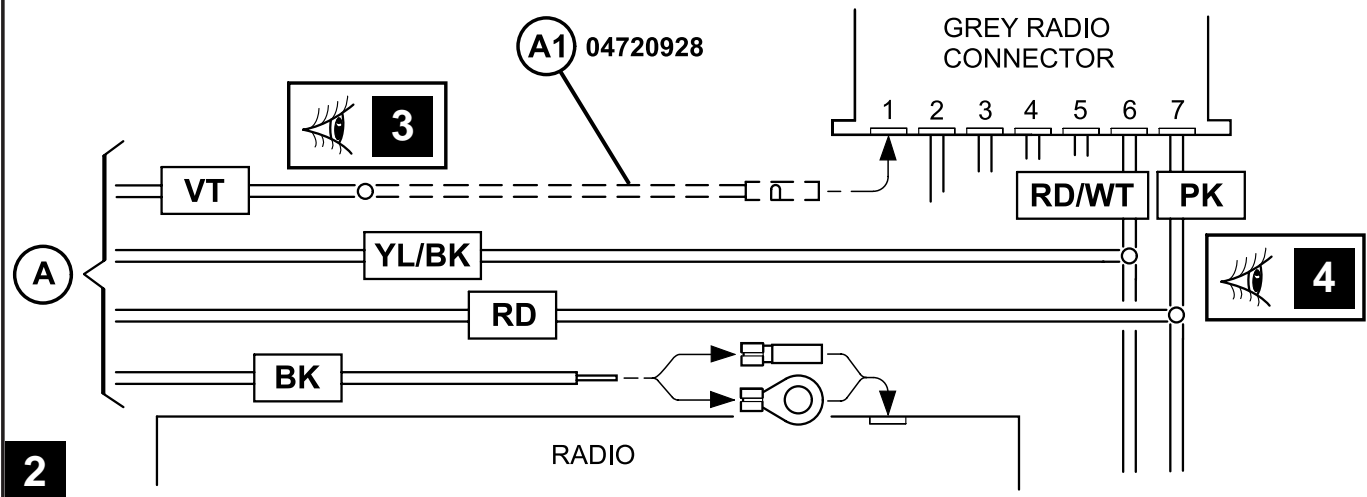 A1 04720928
GREY RADIO
CONNECTOR
3
1 2 3 4 5 6 7
VT
P
RD/WT
PK
A
YL/BK
4
RD
BK
RADIO
2